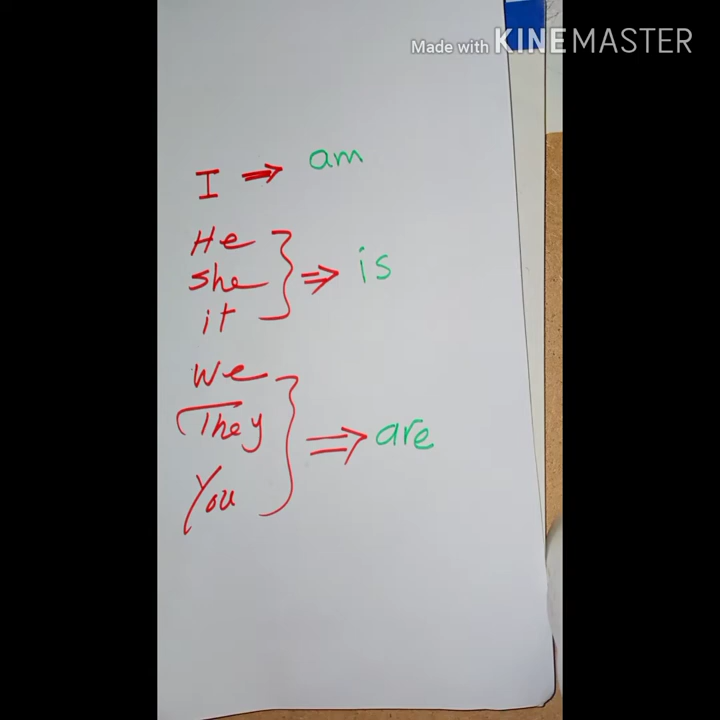 Made with KINEMASTER
I ⇒ am
He
she
it } ⇒ is
We
They
You } ⇒ are